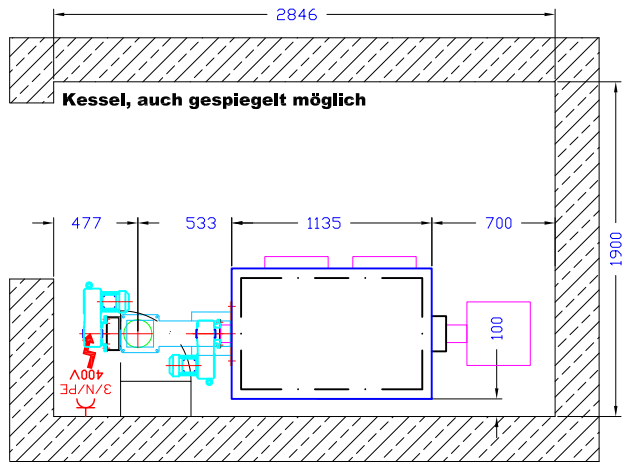 2846
Kessel, auch gespiegelt möglich
477
533
1135
700
1900
100
400V
3/N/PE